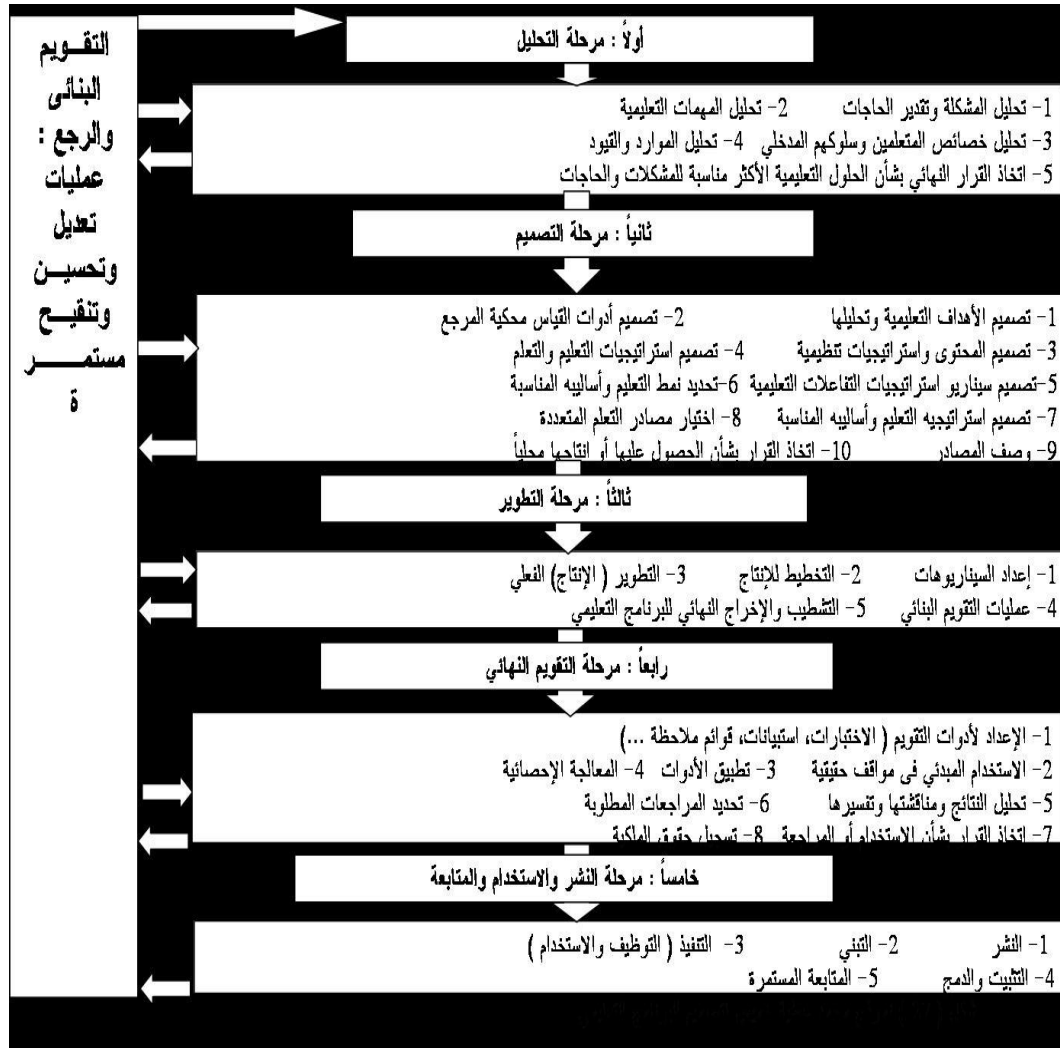 التقــويم
البنائى
والرجع :
عمليات
تعديل
وتحسيــن
وتنقيــح
مستمــــر
ة
أولاً : مرحلة التحليل
1- تحليل المشكلة وتقدير الحاجات 2- تحليل المهمات التعليمية
3- تحليل خصائص المتعلمين وسلوكهم المدخلي 4- تحليل الموارد والقيود
5- اتخاذ القرار النهائي بشأن الحلول التعليمية الأكثر مناسبة للمشكلات والحاجات
ثانياً : مرحلة التصميم
1- تصميم الأهداف التعليمية وتحليلها 2- تصميم أدوات القياس محكية المرجع
3- تصميم المحتوى واستراتيجيات تنظيمية 4- تصميم استراتيجيات التعليم والتعلم
5-تصميم سيناريو استراتيجيات التفاعلات التعليمية 6-تحديد نمط التعليم وأساليبه المناسبة
7- تصميم استراتيجيه التعليم وأساليبه المناسبة 8- اختيار مصادر التعلم المتعددة
9- وصف المصادر 10- اتخاذ القرار بشأن الحصول عليها أو انتاجها محلياً
ثالثاً : مرحلة التطوير
1- إعداد السيناريوهات 2- التخطيط للإنتاج 3- التطوير ( الإنتاج) الفعلي
4- عمليات التقويم البنائي 5- التشطيب والإخراج النهائي للبرنامج التعليمي
رابعاً : مرحلة التقويم النهائي
1- الإعداد لأدوات التقويم ( الاختبارات، استبيانات، قوائم ملاحظة ...)
2- الاستخدام المبدئي فى مواقف حقيقية 3- تطبيق الأدوات 4- المعالجة الإحصائية
5- تحليل النتائج ومناقشتها وتفسيرها 6- تحديد المراجعات المطلوبة
7- اتخاذ القرار بشأن الاستخدام أو المراجعة 8- تسجيل حقوق الملكية
خامساً : مرحلة النشر والاستخدام والمتابعة
1- النشر 2- التبني 3- التنفيذ ( التوظيف والاستخدام )
4- التثبيت والدمج 5- المتابعة المستمرة